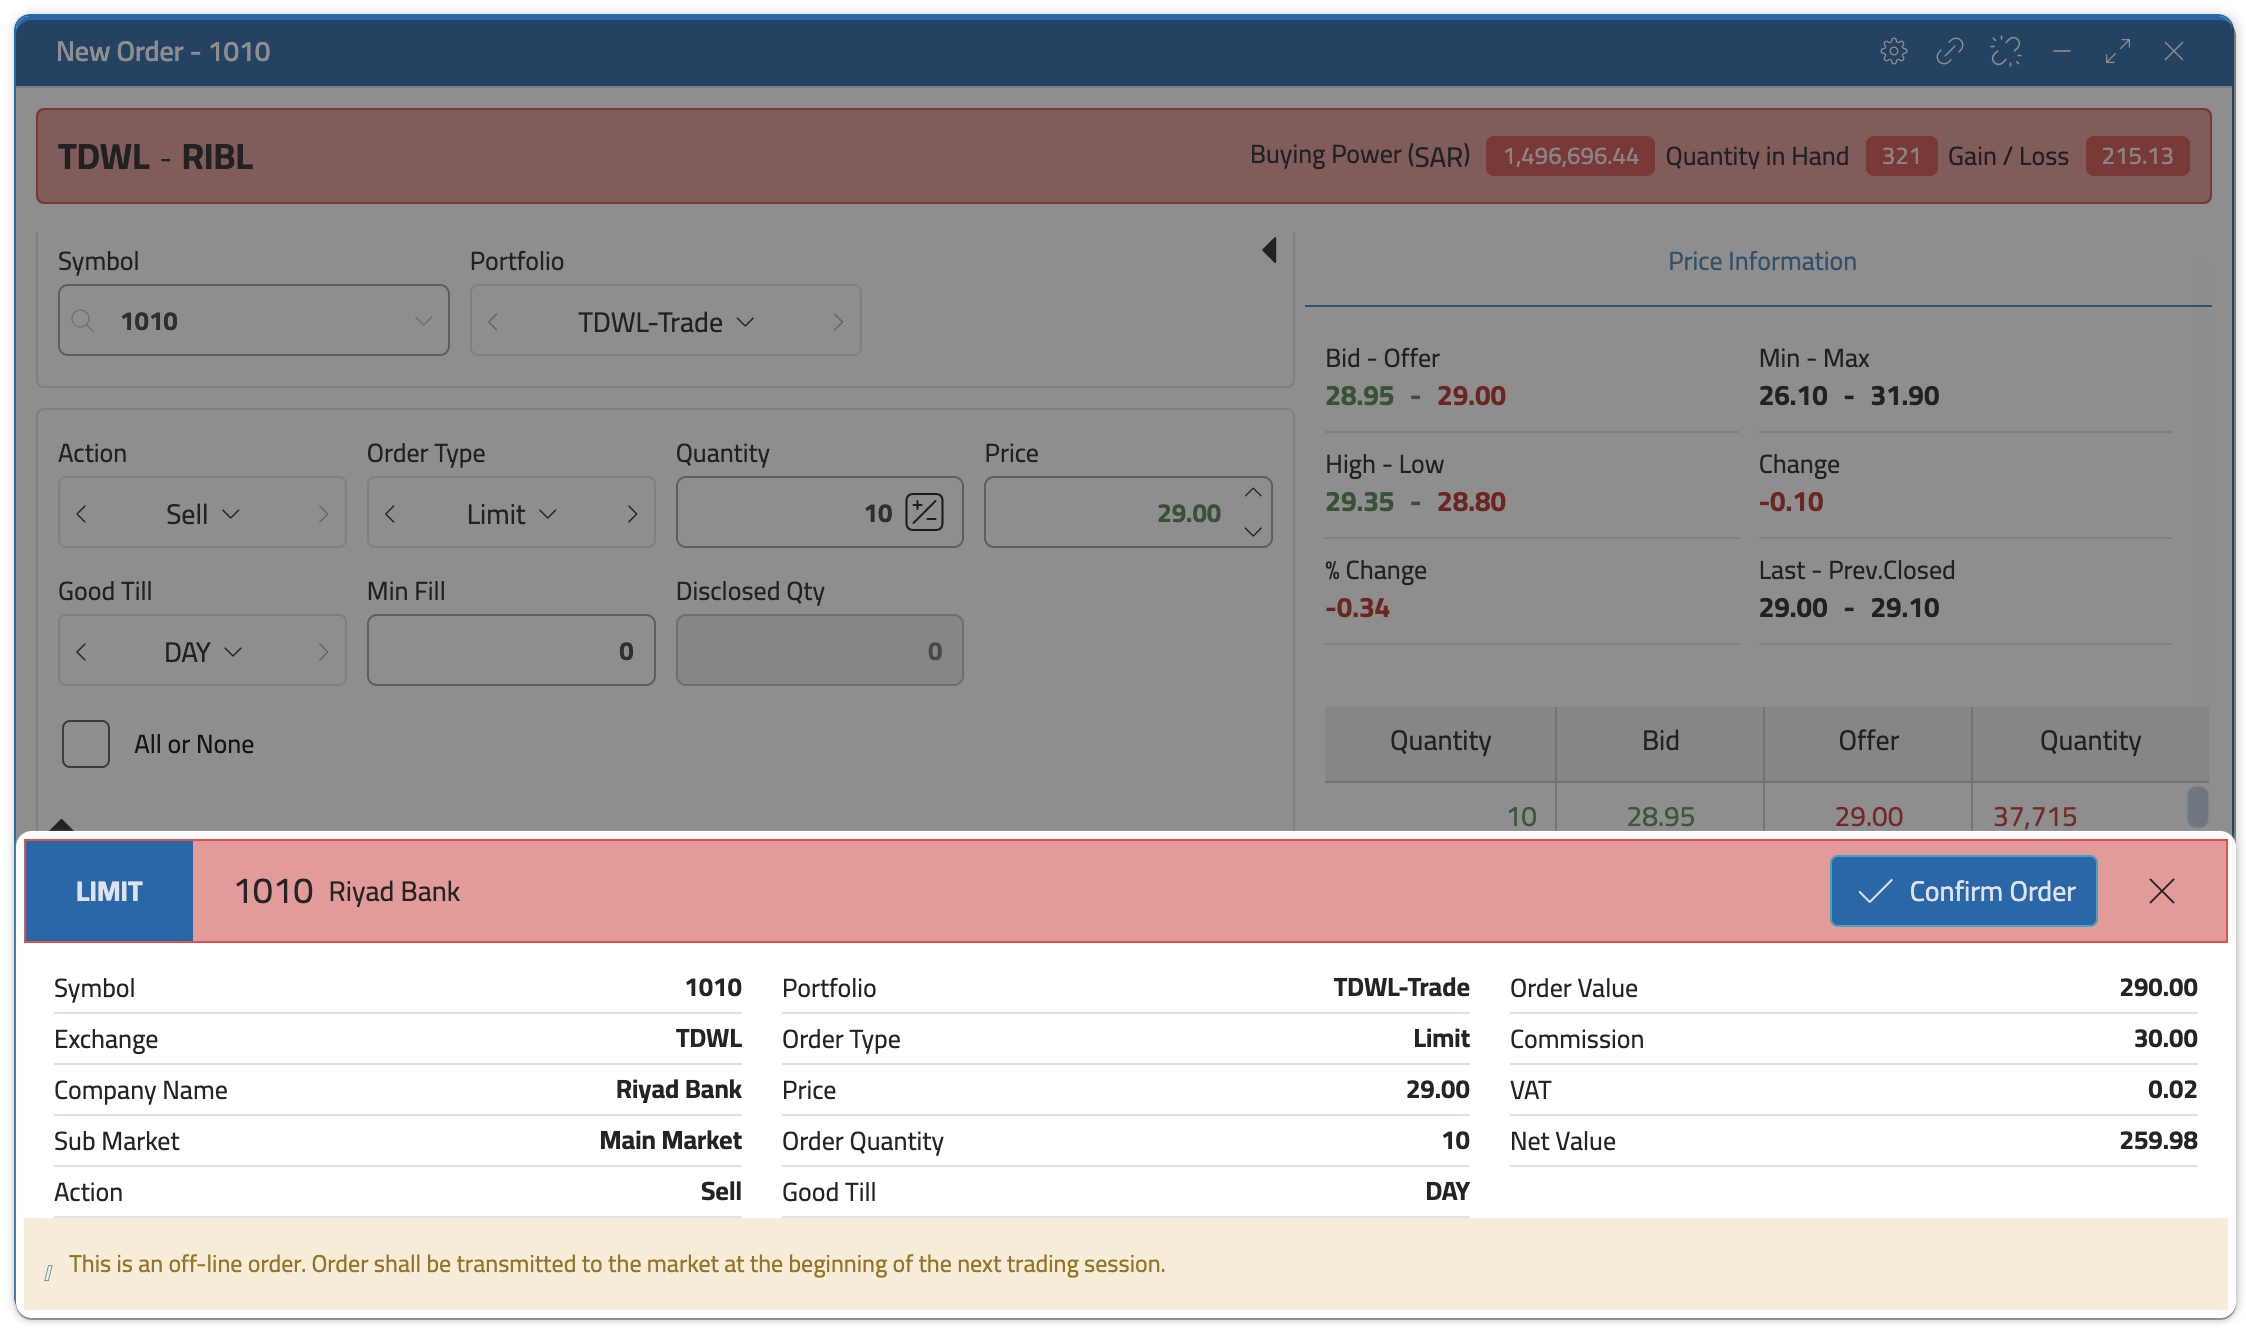 New Order - 1010
TDWL - RIBL
Buying Power (SAR) 1,496,696.44 Quantity in Hand 321 Gain / Loss 215.13
Symbol
Portfolio
1010
TDWL-Trade
Action
Order Type
Quantity
Price
Sell
Limit
10
29.00
Good Till
Min Fill
Disclosed Qty
DAY
0
0
All or None
Price Information
Bid - Offer
28.95 - 29.00
Min - Max
26.10 - 31.90
High - Low
29.35 - 28.80
Change
-0.10
% Change
-0.34
Last - Prev.Closed
29.00 - 29.10
Quantity Bid Offer Quantity
10 28.95 29.00 37,715
LIMIT
1010 Riyad Bank
Confirm Order
Symbol 1010
Exchange TDWL
Company Name Riyad Bank
Sub Market Main Market
Action Sell
Portfolio TDWL-Trade
Order Type Limit
Price 29.00
Order Quantity 10
Good Till DAY
Order Value 290.00
Commission 30.00
VAT 0.02
Net Value 259.98
This is an off-line order. Order shall be transmitted to the market at the beginning of the next trading session.